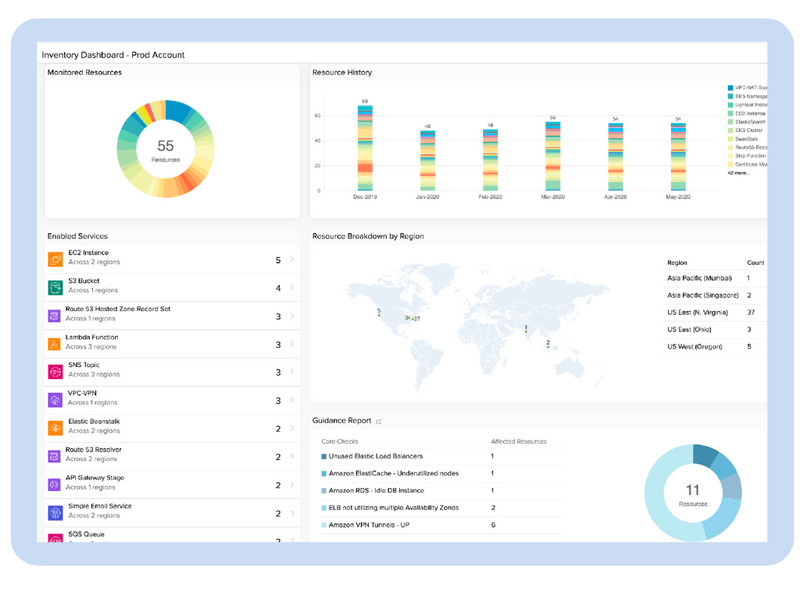 Inventory Dashboard - Prod Account
Monitored Resources
55
Resources
Resource History
68
48
49
55
54
54
60
40
20
0
Dec-2019
Jan-2020
Feb-2020
Mar-2020
Apr-2020
May-2020
VPC-NAT-Gat
EKS Namespa
Lightsail Insta
EC2 Instance
ElasticSearch
EKS Cluster
BeanStalk
Route53-Reso
Step Function
Certificate Ma
42 more...
Enabled Services
EC2 Instance
Across 2 regions
5
S3 Bucket
Across 1 regions
4
Route 53 Hosted Zone Record Set
Across 1 regions
3
Lambda Function
Across 3 regions
3
SNS Topic
Across 3 regions
3
VPC-VPN
Across 1 regions
3
Elastic Beanstalk
Across 2 regions
2
Route 53 Resolver
Across 2 regions
2
API Gateway Stage
Across 1 regions
2
Simple Email Service
Across 2 regions
2
SQS Queue
2
Resource Breakdown by Region
5
37
1
2
Region Count
Asia Pacific (Mumbai) 1
Asia Pacific (Singapore) 2
US East (N. Virginia) 37
US East (Ohio) 3
US West (Oregon) 5
Guidance Report
Core Checks Affected Resources
Unused Elastic Load Balancers 1
Amazon ElastiCache - Underutilized nodes 1
Amazon RDS - Idle DB Instance 1
ELB not utilizing multiple Availability Zones 2
Amazon VPN Tunnels - UP 6
11
Resources